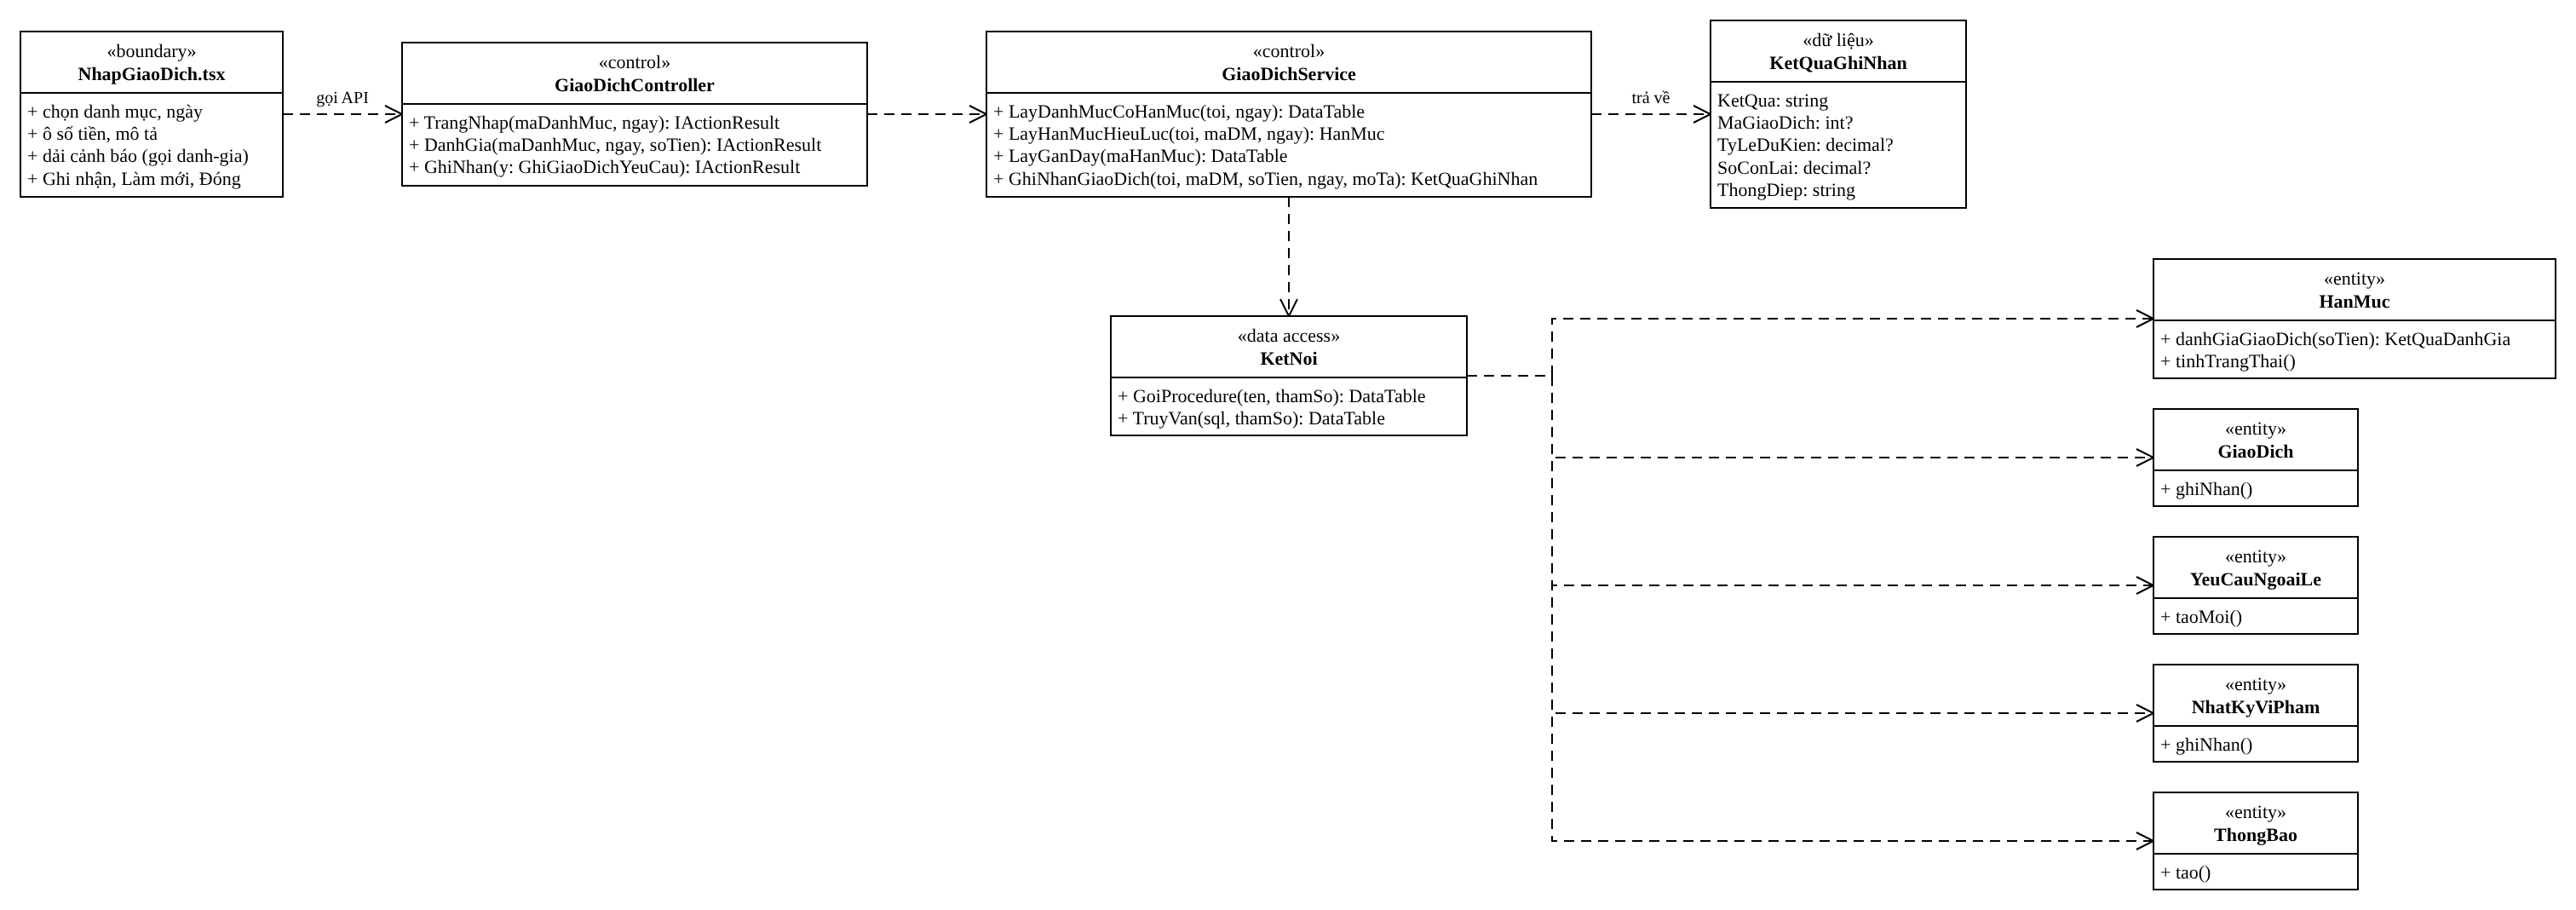 «boundary»
NhapGiaoDich.tsx
+ chọn danh mục, ngày
+ ô số tiền, mô tả
+ dải cảnh báo (gọi danh-gia)
+ Ghi nhận, Làm mới, Đóng
gọi API
«control»
GiaoDichController
+ TrangNhap(maDanhMuc, ngay): IActionResult
+ DanhGia(maDanhMuc, ngay, soTien): IActionResult
+ GhiNhan(y: GhiGiaoDichYeuCau): IActionResult
«control»
GiaoDichService
+ LayDanhMucCoHanMuc(toi, ngay): DataTable
+ LayHanMucHieuLuc(toi, maDM, ngay): HanMuc
+ LayGanDay(maHanMuc): DataTable
+ GhiNhanGiaoDich(toi, maDM, soTien, ngay, moTa): KetQuaGhiNhan
trả về
«dữ liệu»
KetQuaGhiNhan
KetQua: string
MaGiaoDich: int?
TyLeDuKien: decimal?
SoConLai: decimal?
ThongDiep: string
«data access»
KetNoi
+ GoiProcedure(ten, thamSo): DataTable
+ TruyVan(sql, thamSo): DataTable
«entity»
HanMuc
+ danhGiaGiaoDich(soTien): KetQuaDanhGia
+ tinhTrangThai()
«entity»
GiaoDich
+ ghiNhan()
«entity»
YeuCauNgoaiLe
+ taoMoi()
«entity»
NhatKyViPham
+ ghiNhan()
«entity»
ThongBao
+ tao()